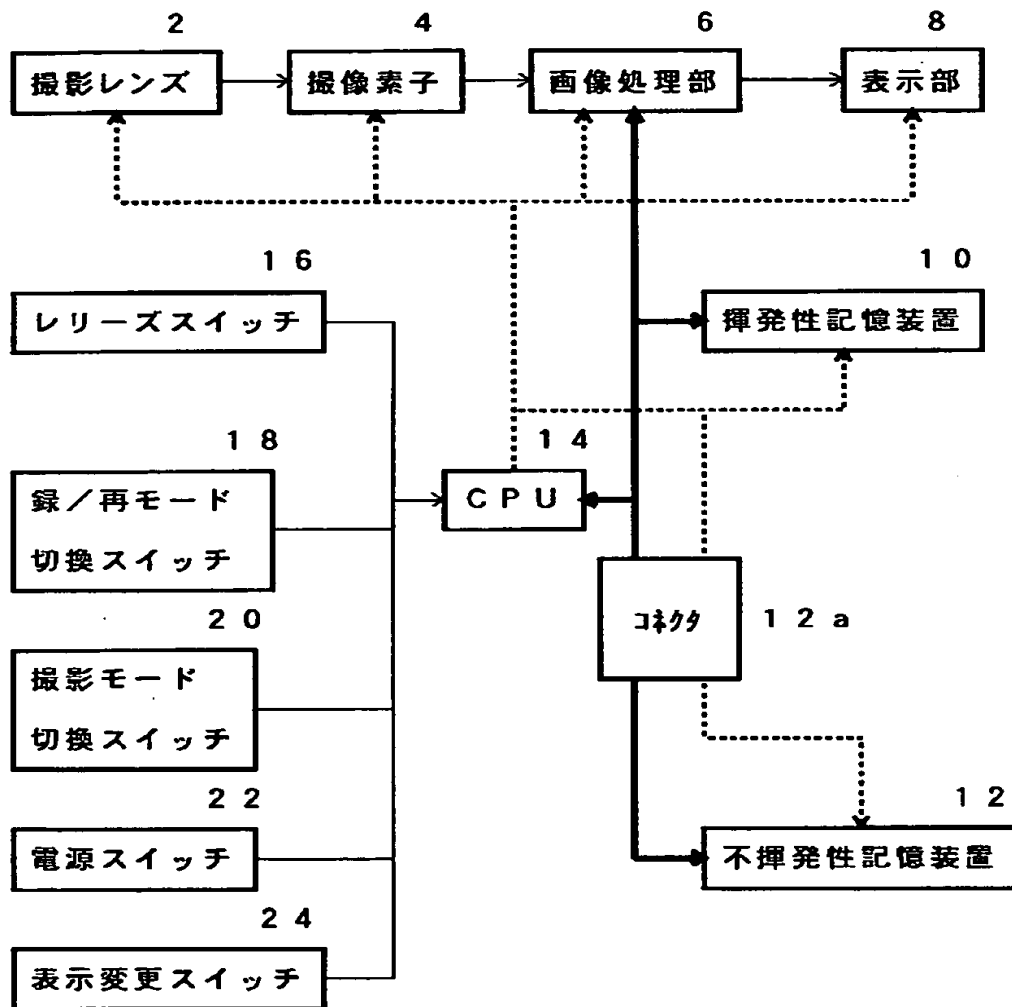 2
4
6
8
撮影レンズ
撮像素子
画像処理部
表示部
16
10
レリーズスイッチ
揮発性記憶装置
18
14
録/再モード
切換スイッチ
CPU
20
コネクタ
12a
撮影モード
切換スイッチ
22
12
電源スイッチ
不揮発性記憶装置
24
表示変更スイッチ